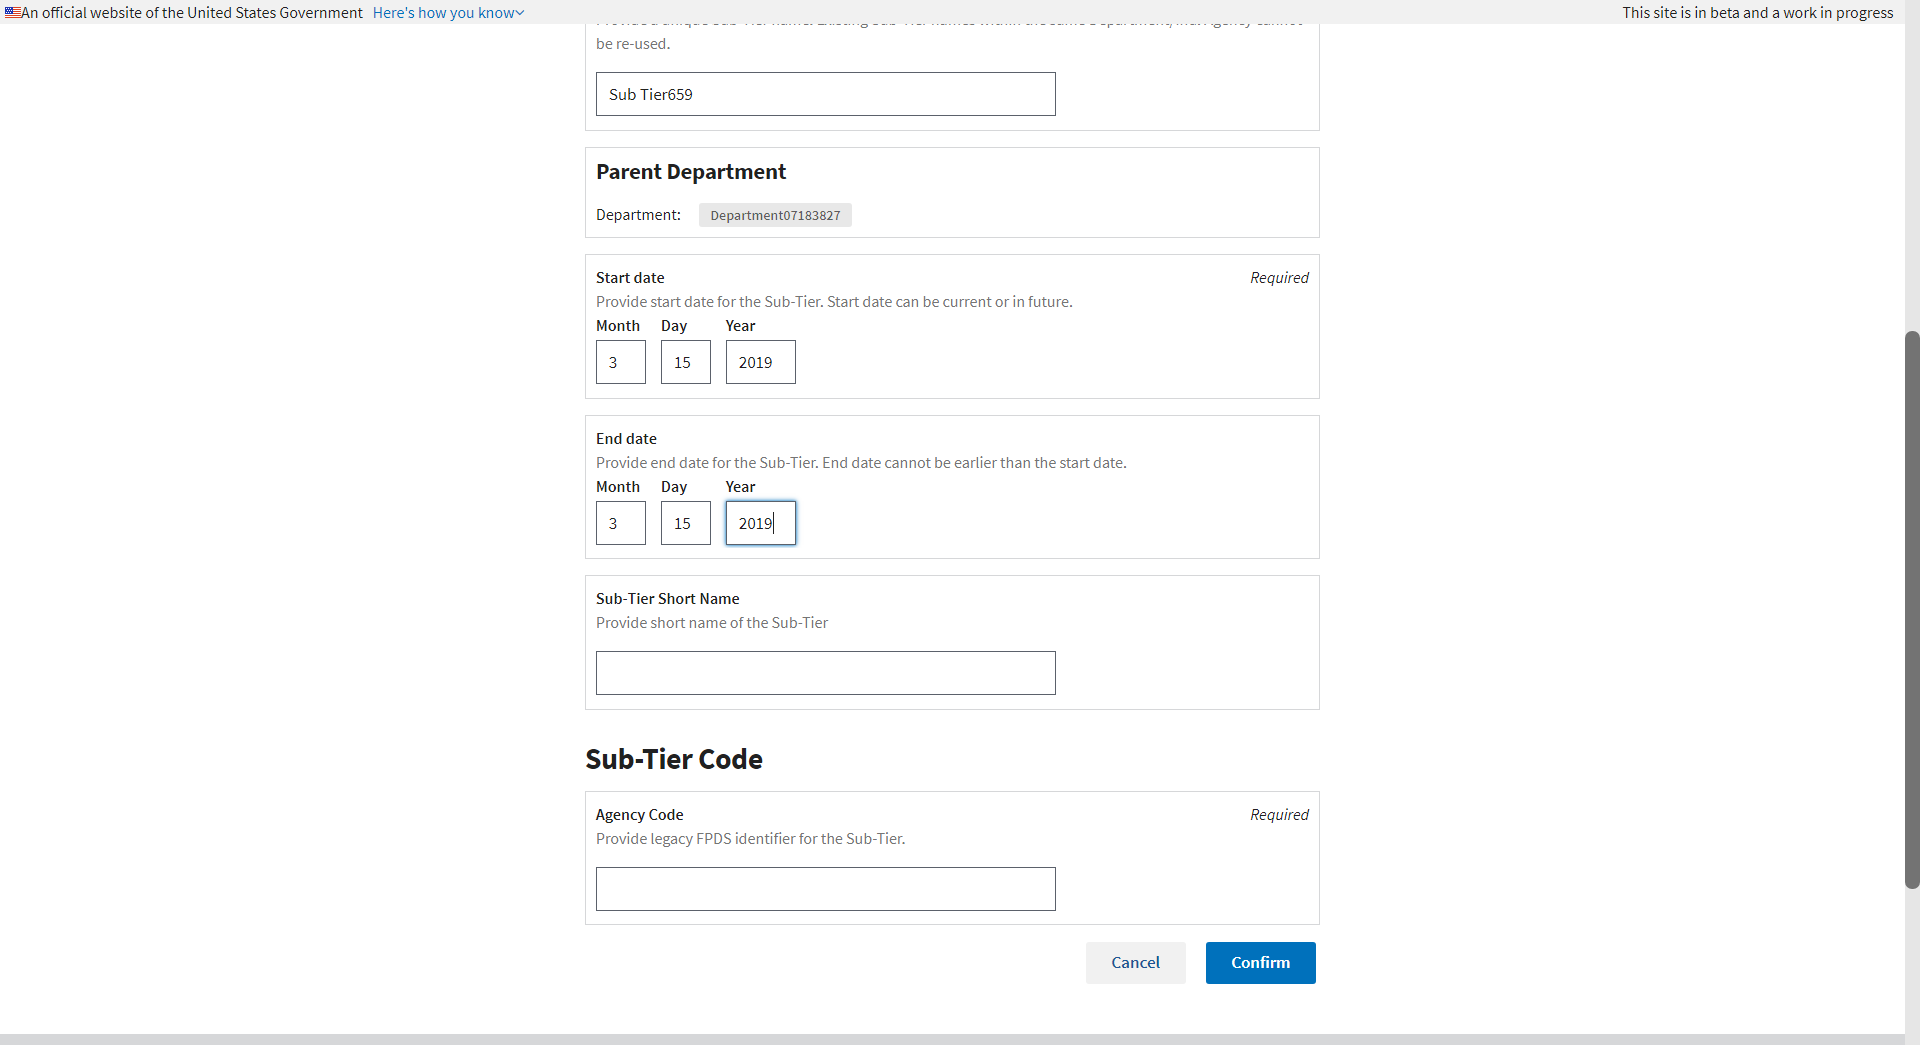 An official website of the United States Government Here's how you know
This site is in beta and a work in progress
be re-used.
Sub Tier659
Parent Department
Department: Department07183827
Start date Required
Provide start date for the Sub-Tier. Start date can be current or in future.
Month Day Year
3 15 2019
End date
Provide end date for the Sub-Tier. End date cannot be earlier than the start date.
Month Day Year
3 15 2019
Sub-Tier Short Name
Provide short name of the Sub-Tier
Sub-Tier Code
Agency Code Required
Provide legacy FPDS identifier for the Sub-Tier.
Cancel Confirm